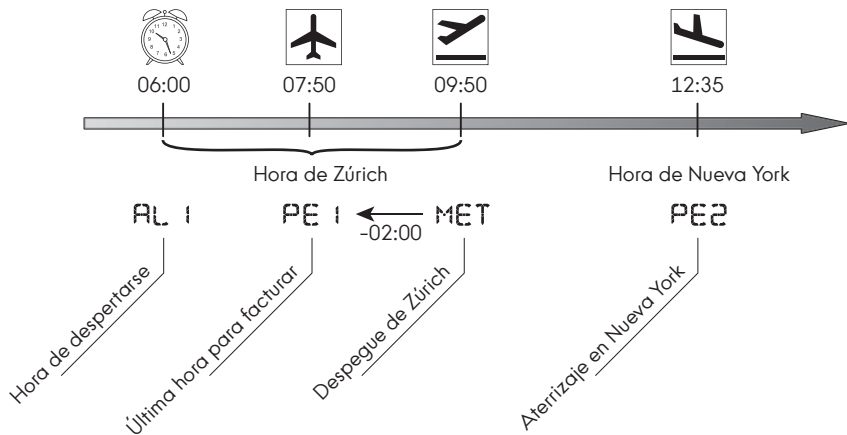 06:00 07:50 09:50 12:35
Hora de Zúrich Hora de Nueva York
AL 1 PE 1 MET PE2
-02:00
Hora de despertarse
Última hora para facturar
Despegue de Zúrich
Aterrizaje en Nueva York